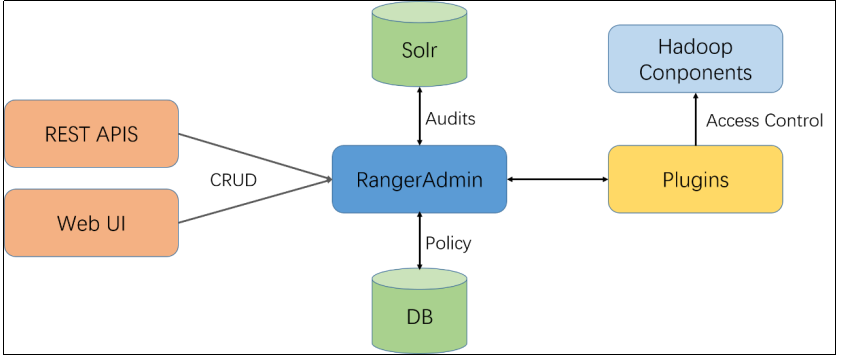 Solr
Hadoop
Conponents
Audits
Access Control
REST APIS
CRUD
RangerAdmin
Plugins
Web UI
Policy
DB